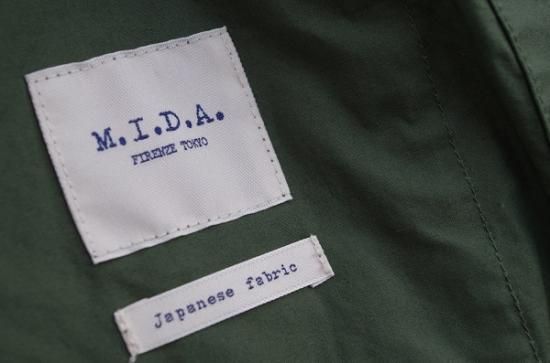 M.I.D.A.
FIRENZE TOKYO
Japanese fabric